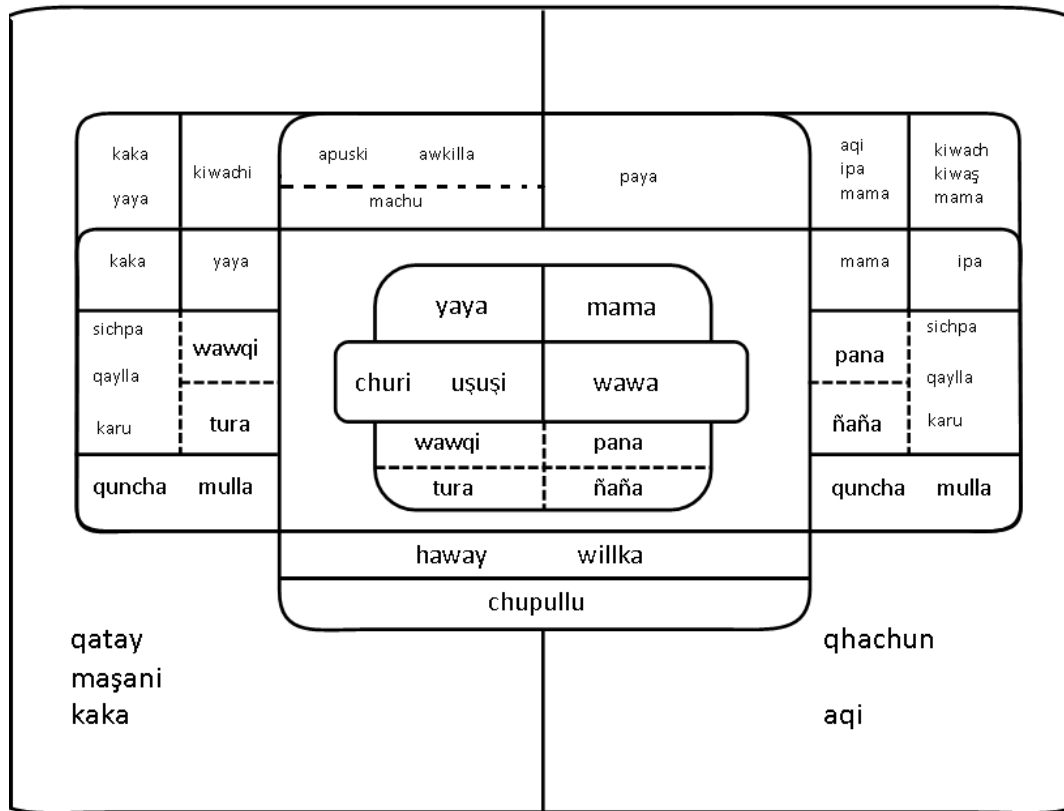 kaka
yaya
kiwachi
apuski awkilla
machu
paya
aqi
ipa
mama
kiwach
kiwaş
mama
kaka
yaya
mama
ipa
sichpa
qaylla
karu
wawqi
tura
yaya
mama
churi uşuşi
wawa
wawqi
pana
tura
ñaña
pana
ñaña
sichpa
qaylla
karu
quncha mulla
quncha mulla
haway willka
chupullu
qatay
maşani
kaka
qhachun
aqi